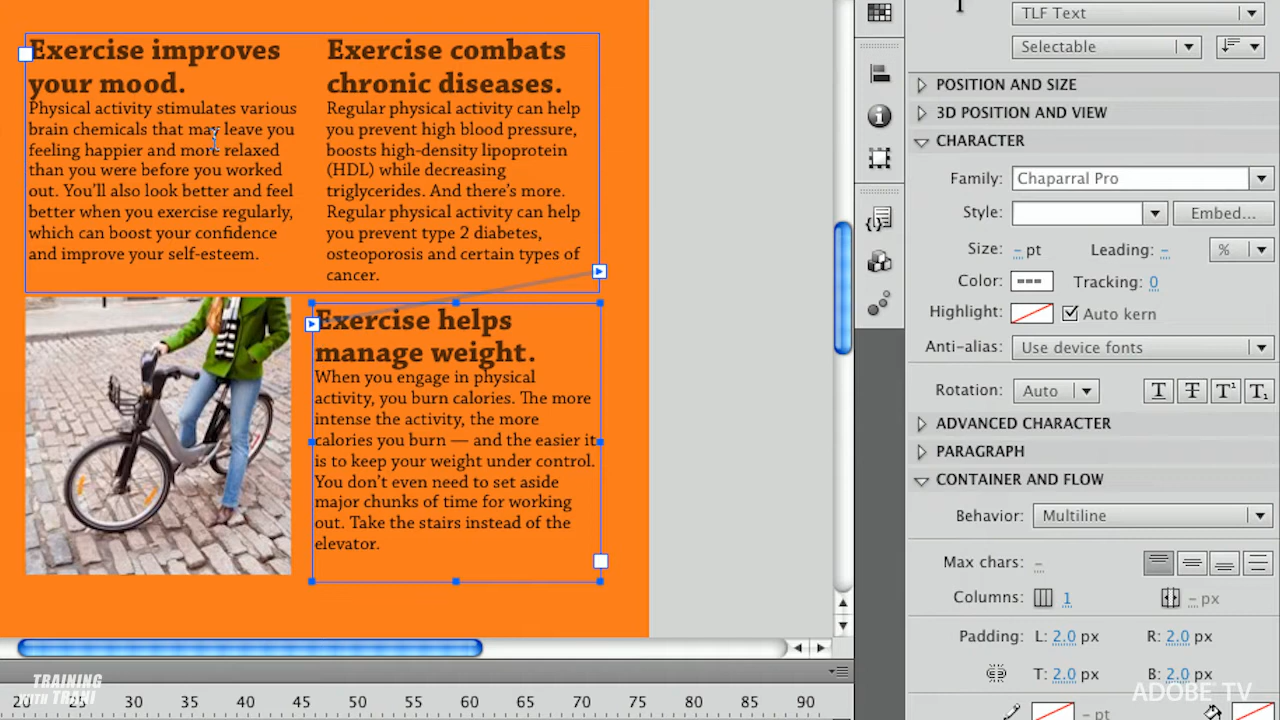 Exercise improves
your mood.
Physical activity stimulates various
brain chemicals that may leave you
feeling happier and more relaxed
than you were before you worked
out. You’ll also look better and feel
better when you exercise regularly,
which can boost your confidence
and improve your self-esteem.
Exercise combats
chronic diseases.
Regular physical activity can help
you prevent high blood pressure,
boosts high-density lipoprotein
(HDL) while decreasing
triglycerides. And there’s more.
Regular physical activity can help
you prevent type 2 diabetes,
osteoporosis and certain types of
cancer.
Exercise helps
manage weight.
When you engage in physical
activity, you burn calories. The more
intense the activity, the more
calories you burn — and the easier it
is to keep your weight under control.
You don’t even need to set aside
major chunks of time for working
out. Take the stairs instead of the
elevator.
TLF Text
Selectable
POSITION AND SIZE
3D POSITION AND VIEW
CHARACTER
Family: Chaparral Pro
Style: Embed...
Size: – pt Leading: – %
Color: Tracking: 0
Highlight: Auto kern
Anti-alias: Use device fonts
Rotation: Auto T T T¹ T₁
ADVANCED CHARACTER
PARAGRAPH
CONTAINER AND FLOW
Behavior: Multiline
Max chars: –
Columns: 1 – px
Padding: L: 2.0 px R: 2.0 px
T: 2.0 px B: 2.0 px
– pt
TRAINING
WITH TRANI
20 25 30 35 40 45 50 55 60 65 70 75 80 85 90
ADOBE TV